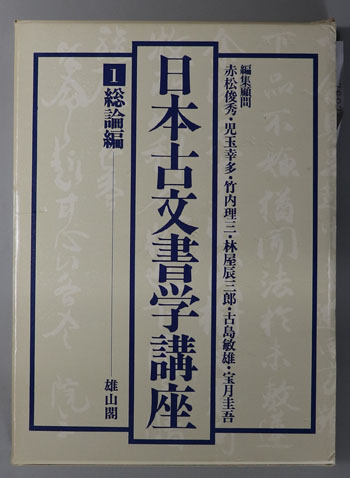 編集顧問
赤松俊秀・児玉幸多・竹内理三・林屋辰三郎・古島敏雄・宝月圭吾
日本古文書学講座
1 総論編
雄山閣